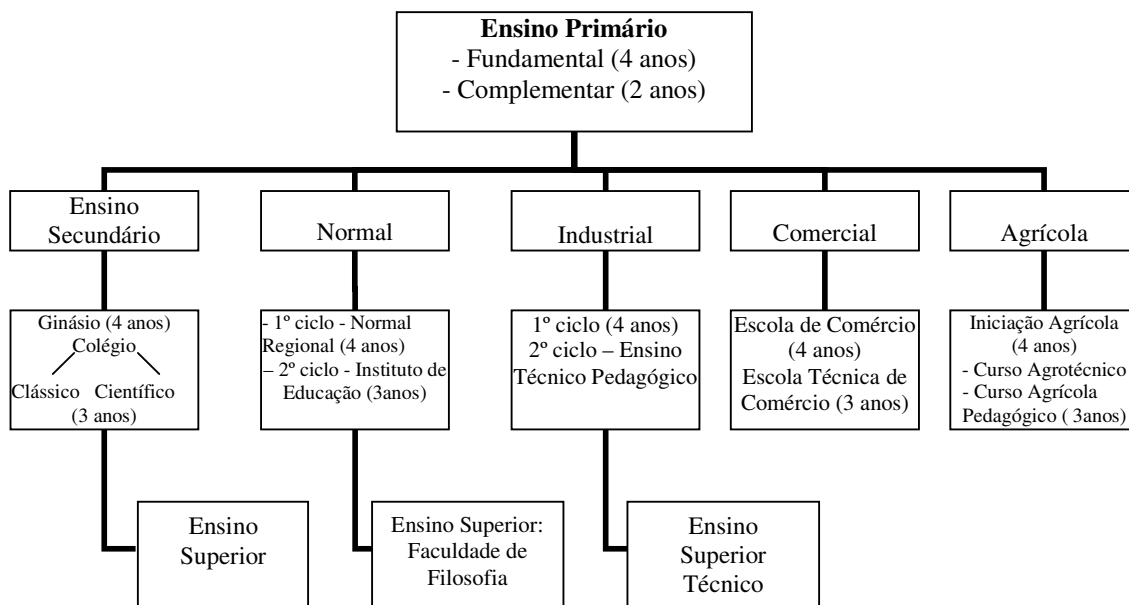 Ensino Primário
- Fundamental (4 anos)
- Complementar (2 anos)
Ensino
Secundário
Normal
Industrial
Comercial
Agrícola
Ginásio (4 anos)
Colégio
Clássico Científico
(3 anos)
- 1º ciclo - Normal
Regional (4 anos)
– 2º ciclo - Instituto de
Educação (3anos)
1º ciclo (4 anos)
2º ciclo – Ensino
Técnico Pedagógico
Escola de Comércio
(4 anos)
Escola Técnica de
Comércio (3 anos)
Iniciação Agrícola
(4 anos)
- Curso Agrotécnico
- Curso Agrícola
Pedagógico ( 3anos)
Ensino
Superior
Ensino Superior:
Faculdade de
Filosofia
Ensino
Superior
Técnico